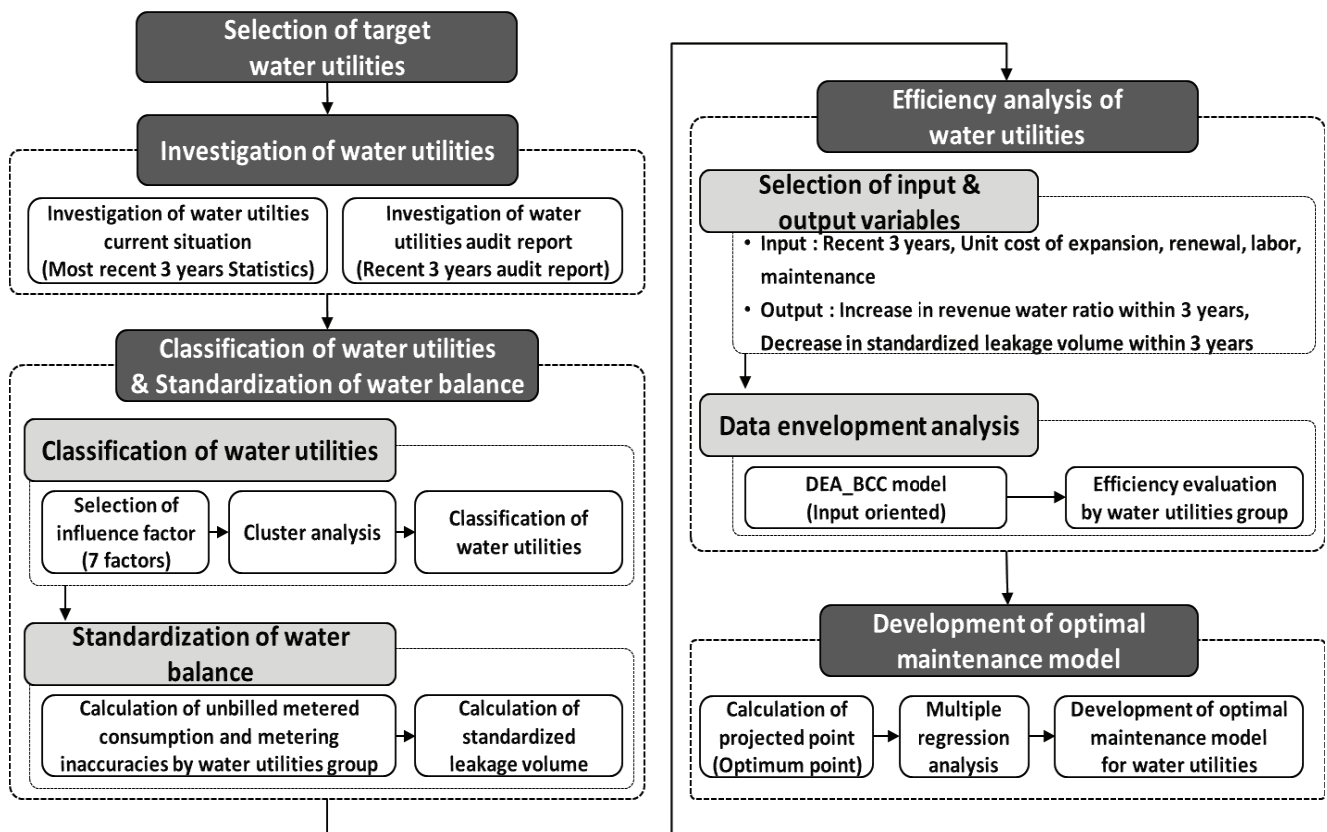 Selection of target
water utilities
Investigation of water utilities
Investigation of water utilties
current situation
(Most recent 3 years Statistics)
Investigation of water
utilities audit report
(Recent 3 years audit report)
Classification of water utilities
& Standardization of water balance
Classification of water utilities
Selection of
influence factor
(7 factors)
Cluster analysis
Classification of
water utilities
Standardization of water
balance
Calculation of unbilled metered
consumption and metering
inaccuracies by water utilities group
Calculation of
standardized
leakage volume
Efficiency analysis of
water utilities
Selection of input &
output variables
• Input : Recent 3 years, Unit cost of expansion, renewal, labor,
maintenance
• Output : Increase in revenue water ratio within 3 years,
Decrease in standardized leakage volume within 3 years
Data envelopment analysis
DEA_BCC model
(Input oriented)
Efficiency evaluation
by water utilities group
Development of optimal
maintenance model
Calculation of
projected point
(Optimum point)
Multiple
regression
analysis
Development of optimal
maintenance model
for water utilities